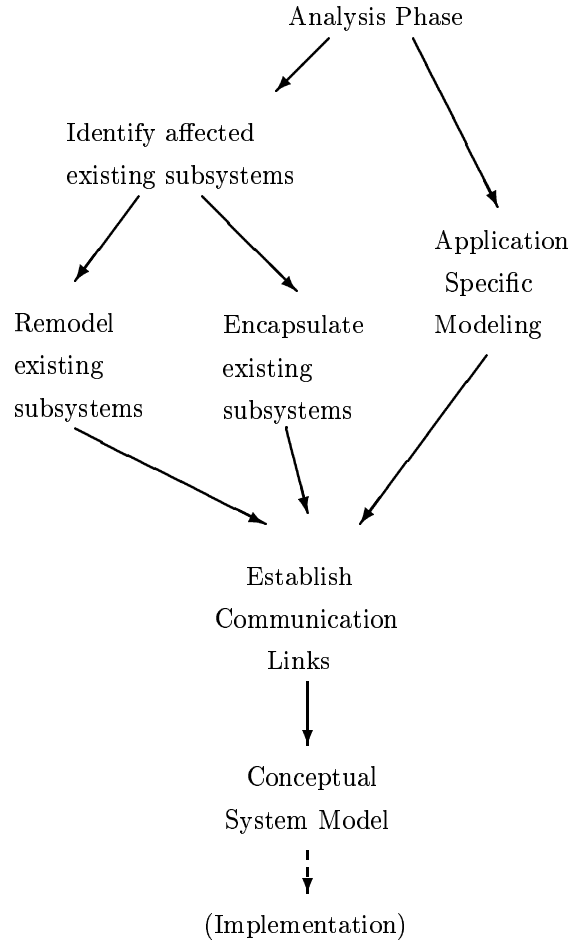 Analysis Phase
Identify affected
existing subsystems
Application
Specific
Modeling
Remodel
existing
subsystems
Encapsulate
existing
subsystems
Establish
Communication
Links
Conceptual
System Model
(Implementation)